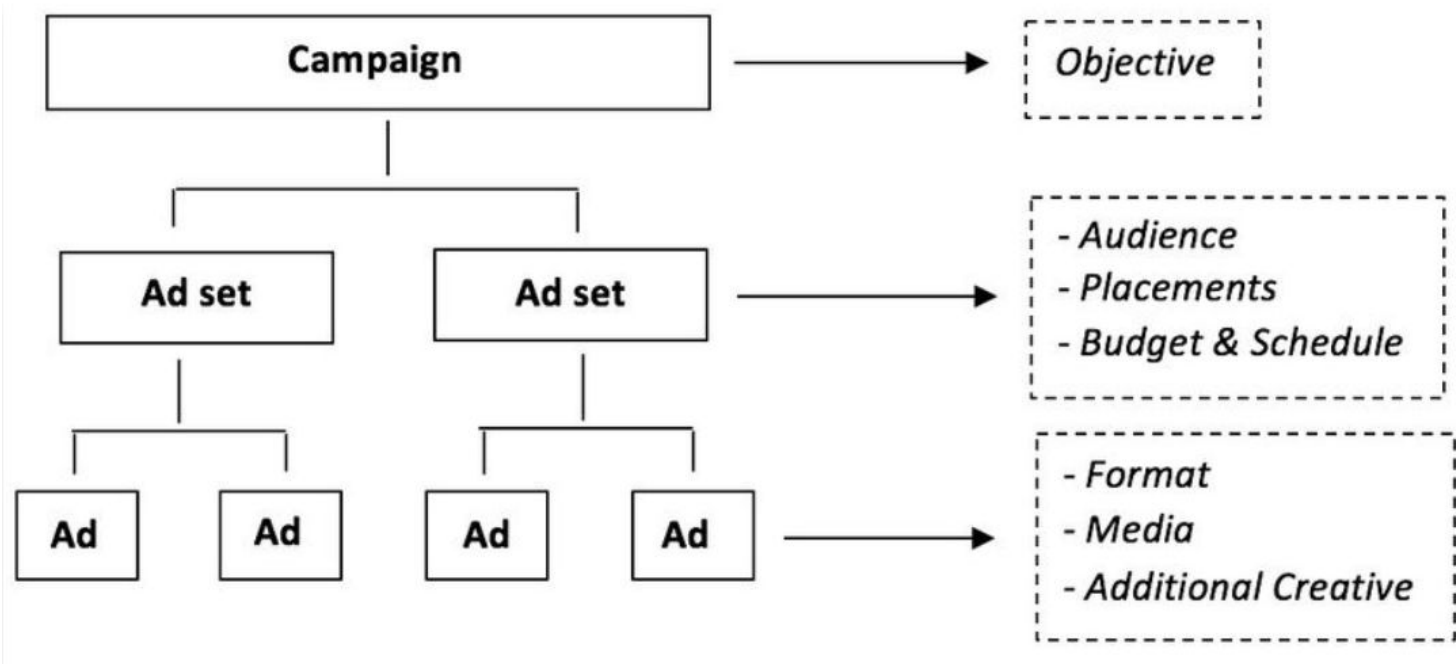 Campaign
Objective
Ad set
Ad set
- Audience
- Placements
- Budget & Schedule
Ad
Ad
Ad
Ad
- Format
- Media
- Additional Creative